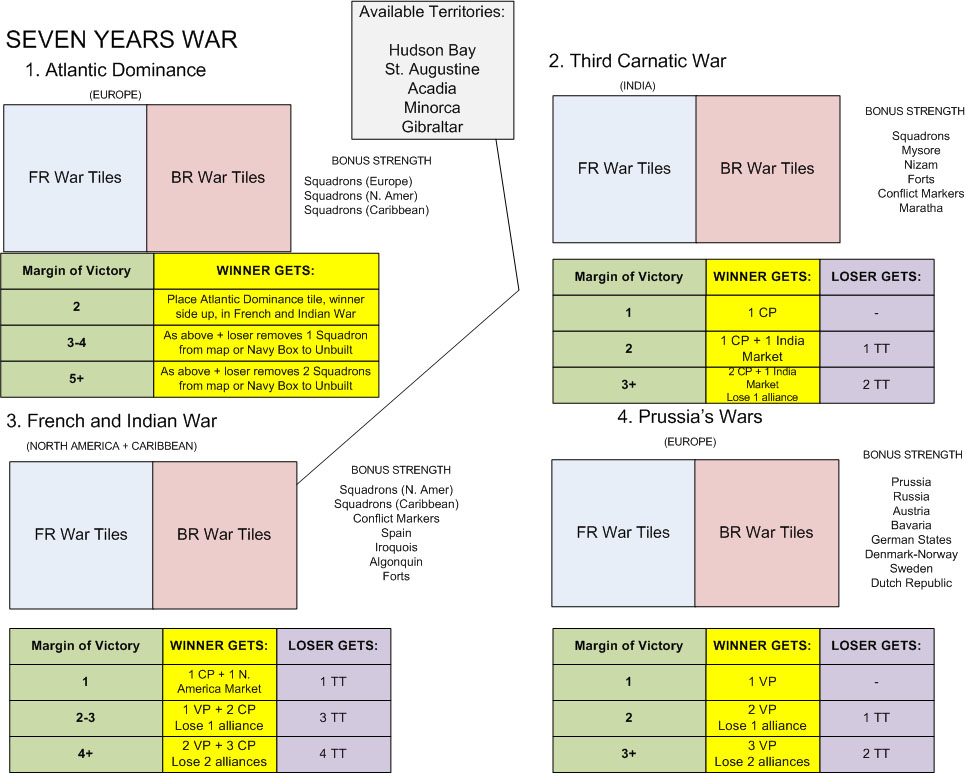 SEVEN YEARS WAR
Available Territories:
Hudson Bay
St. Augustine
Acadia
Minorca
Gibraltar
1. Atlantic Dominance
(EUROPE)
FR War Tiles
BR War Tiles
BONUS STRENGTH
Squadrons (Europe)
Squadrons (N. Amer)
Squadrons (Caribbean)
Margin of Victory
WINNER GETS:
2
Place Atlantic Dominance tile, winner
side up, in French and Indian War
3-4
As above + loser removes 1 Squadron
from map or Navy Box to Unbuilt
5+
As above + loser removes 2 Squadrons
from map or Navy Box to Unbuilt
2. Third Carnatic War
(INDIA)
FR War Tiles
BR War Tiles
BONUS STRENGTH
Squadrons
Mysore
Nizam
Forts
Conflict Markers
Maratha
Margin of Victory
WINNER GETS:
LOSER GETS:
1
1 CP
-
2
1 CP + 1 India
Market
1 TT
3+
2 CP + 1 India
Market
Lose 1 alliance
2 TT
3. French and Indian War
(NORTH AMERICA + CARIBBEAN)
FR War Tiles
BR War Tiles
BONUS STRENGTH
Squadrons (N. Amer)
Squadrons (Caribbean)
Conflict Markers
Spain
Iroquois
Algonquin
Forts
Margin of Victory
WINNER GETS:
LOSER GETS:
1
1 CP + 1 N.
America Market
1 TT
2-3
1 VP + 2 CP
Lose 1 alliance
3 TT
4+
2 VP + 3 CP
Lose 2 alliances
4 TT
4. Prussia's Wars
(EUROPE)
FR War Tiles
BR War Tiles
BONUS STRENGTH
Prussia
Russia
Austria
Bavaria
German States
Denmark-Norway
Sweden
Dutch Republic
Margin of Victory
WINNER GETS:
LOSER GETS:
1
1 VP
-
2
2 VP
Lose 1 alliance
1 TT
3+
3 VP
Lose 2 alliances
2 TT